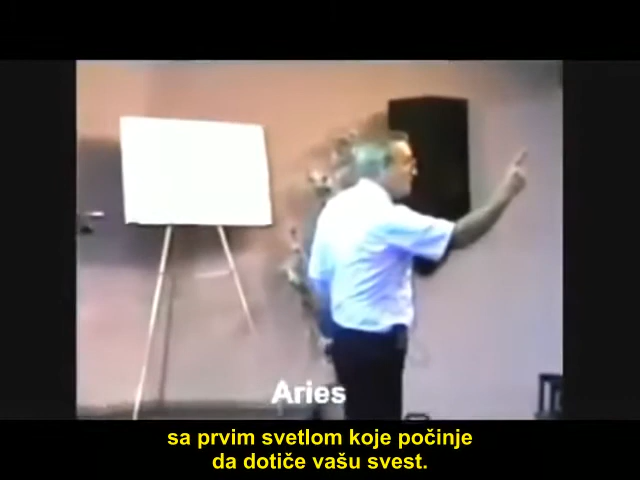 Aries
sa prvim svetlom koje počinje
da dotiče vašu svest.